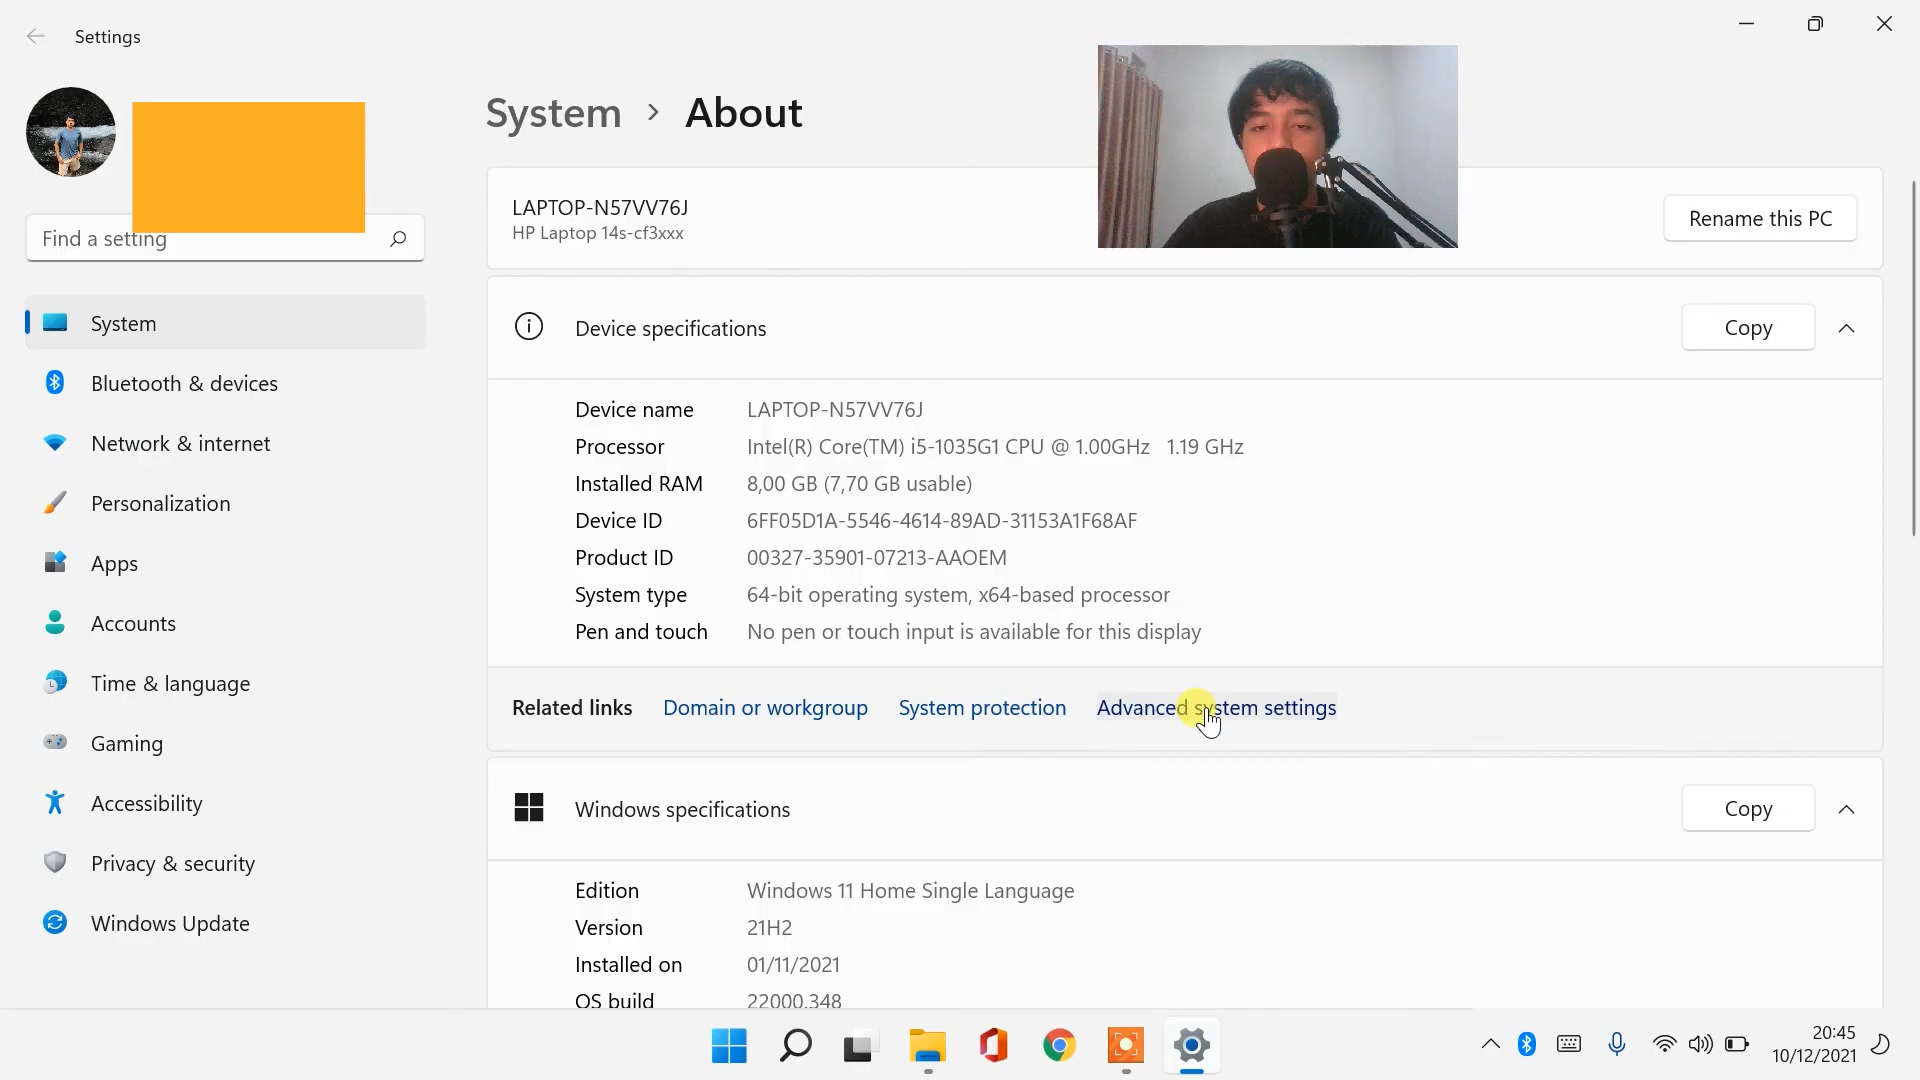 Settings
Find a setting
System
Bluetooth & devices
Network & internet
Personalization
Apps
Accounts
Time & language
Gaming
Accessibility
Privacy & security
Windows Update
System > About
LAPTOP-N57VV76J
HP Laptop 14s-cf3xxx
Rename this PC
Device specifications
Copy
Device name LAPTOP-N57VV76J
Processor Intel(R) Core(TM) i5-1035G1 CPU @ 1.00GHz 1.19 GHz
Installed RAM 8,00 GB (7,70 GB usable)
Device ID 6FF05D1A-5546-4614-89AD-31153A1F68AF
Product ID 00327-35901-07213-AAOEM
System type 64-bit operating system, x64-based processor
Pen and touch No pen or touch input is available for this display
Related links Domain or workgroup System protection Advanced system settings
Windows specifications
Copy
Edition Windows 11 Home Single Language
Version 21H2
Installed on 01/11/2021
OS build 22000.348
20:45
10/12/2021